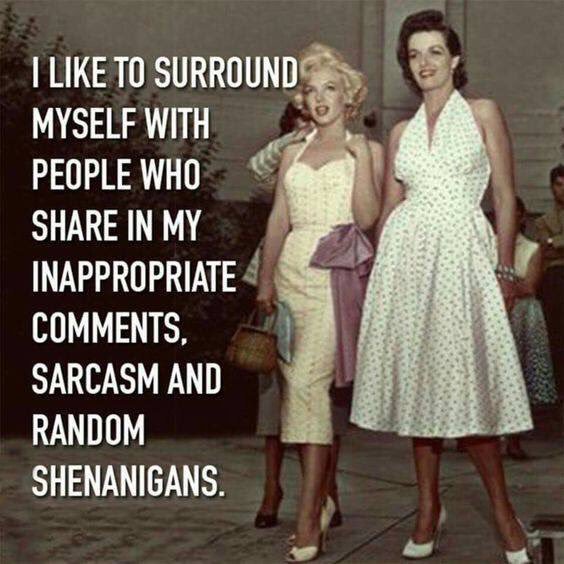 I LIKE TO SURROUND
MYSELF WITH
PEOPLE WHO
SHARE IN MY
INAPPROPRIATE
COMMENTS,
SARCASM AND
RANDOM
SHENANIGANS.